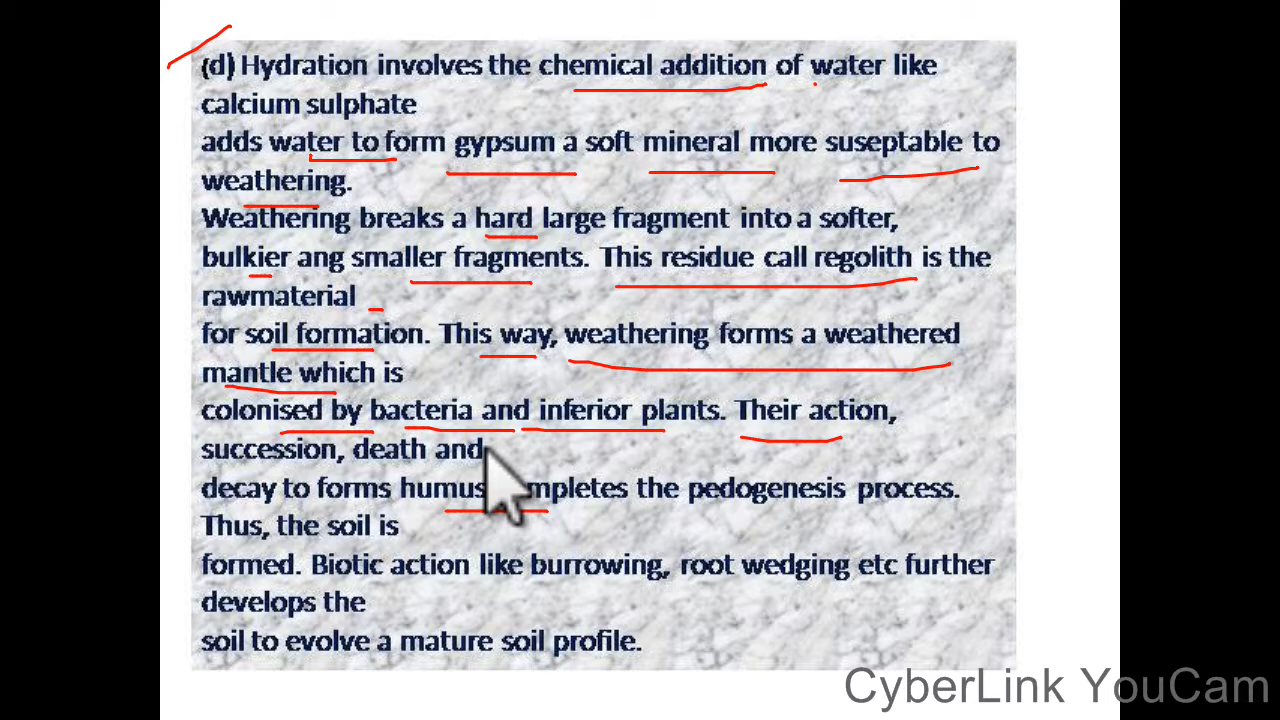 (d) Hydration involves the chemical addition of water like
calcium sulphate
adds water to form gypsum a soft mineral more suseptable to
weathering.
Weathering breaks a hard large fragment into a softer,
bulkier ang smaller fragments. This residue call regolith is the
rawmaterial
for soil formation. This way, weathering forms a weathered
mantle which is
colonised by bacteria and inferior plants. Their action,
succession, death and
decay to forms humus the pedogenesis process.
Thus, the soil is
formed. Biotic action like burrowing, root wedging etc further
develops the
soil to evolve a mature soil profile.
CyberLink YouCam